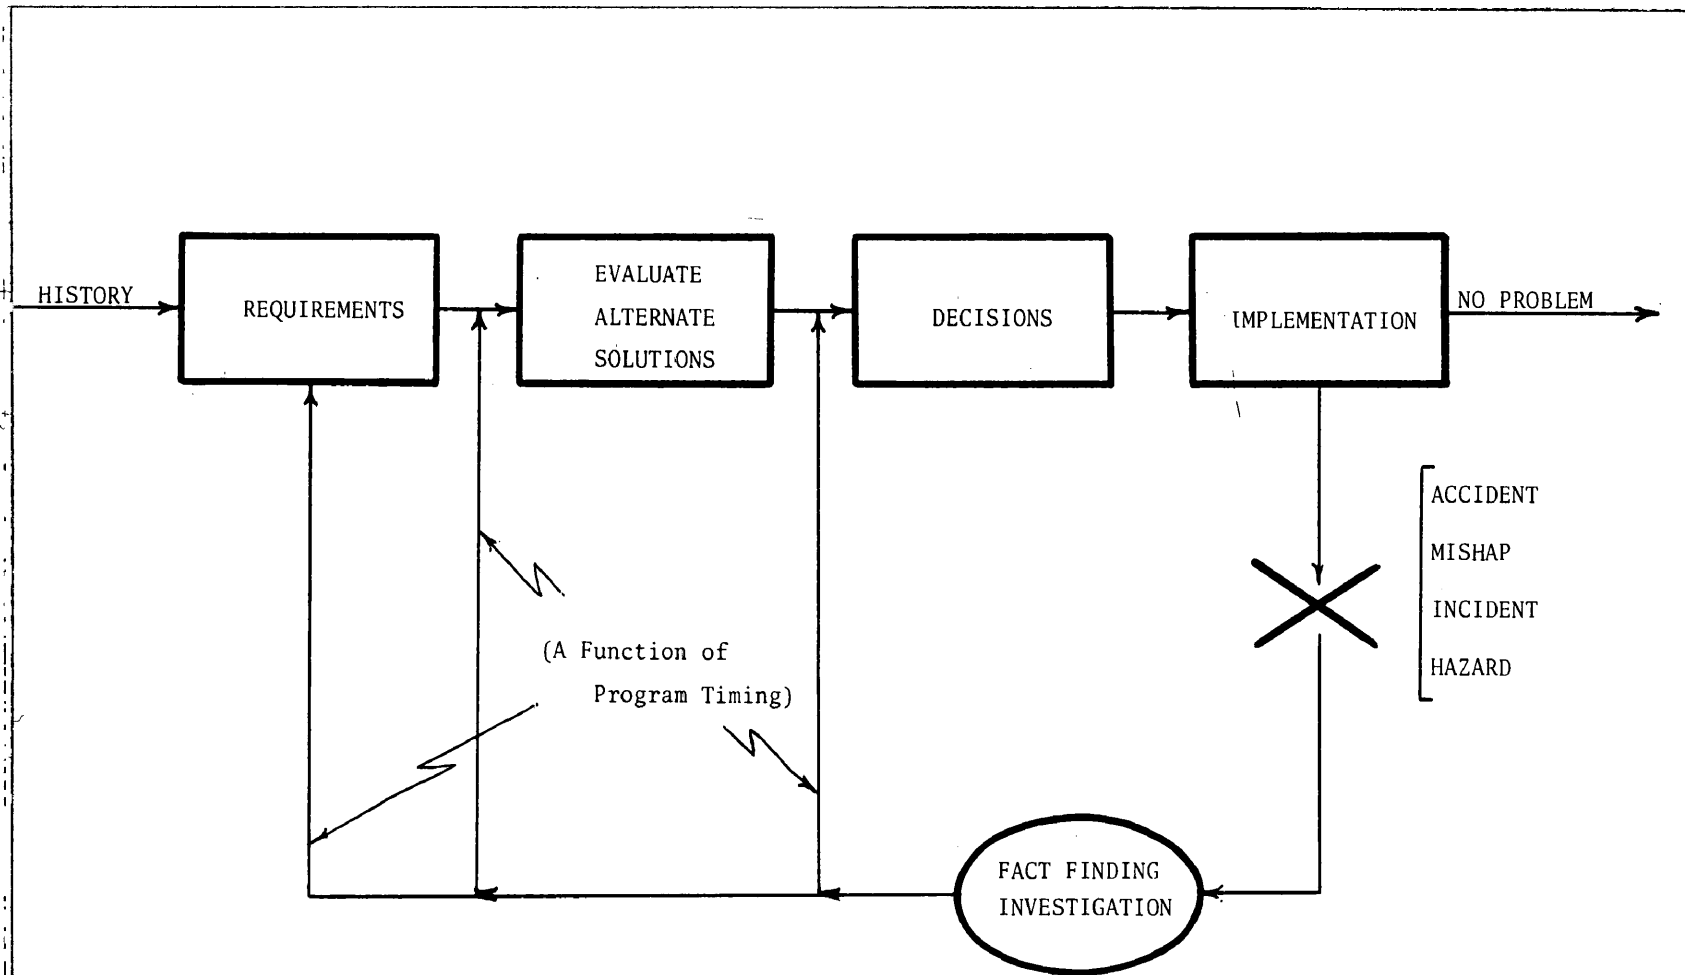 HISTORY
REQUIREMENTS
EVALUATE
ALTERNATE
SOLUTIONS
DECISIONS
IMPLEMENTATION
NO PROBLEM
ACCIDENT
MISHAP
INCIDENT
HAZARD
(A Function of
Program Timing)
FACT FINDING
INVESTIGATION